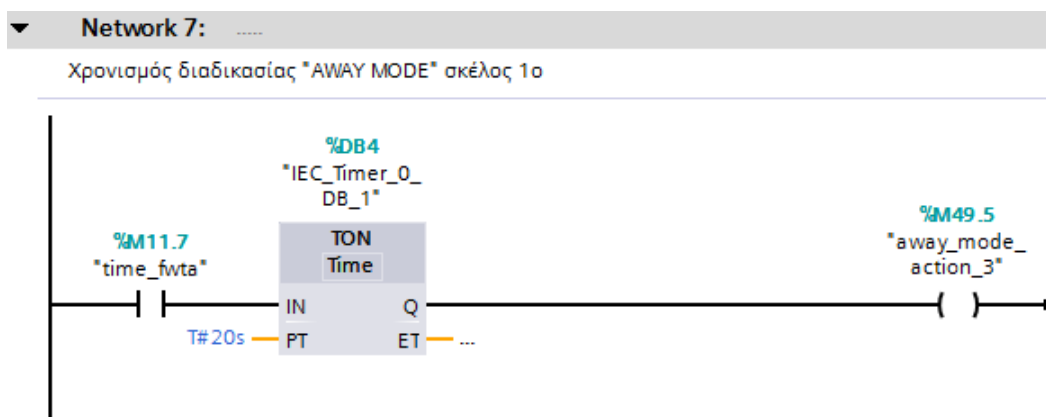 Network 7: .....
Χρονισμός διαδικασίας "AWAY MODE" σκέλος 1ο
%DB4
"IEC_Timer_0_
DB_1"
%M11.7
"time_fwta"
TON
Time
IN
Q
T#20s
PT
ET
...
%M49.5
"away_mode_
action_3"